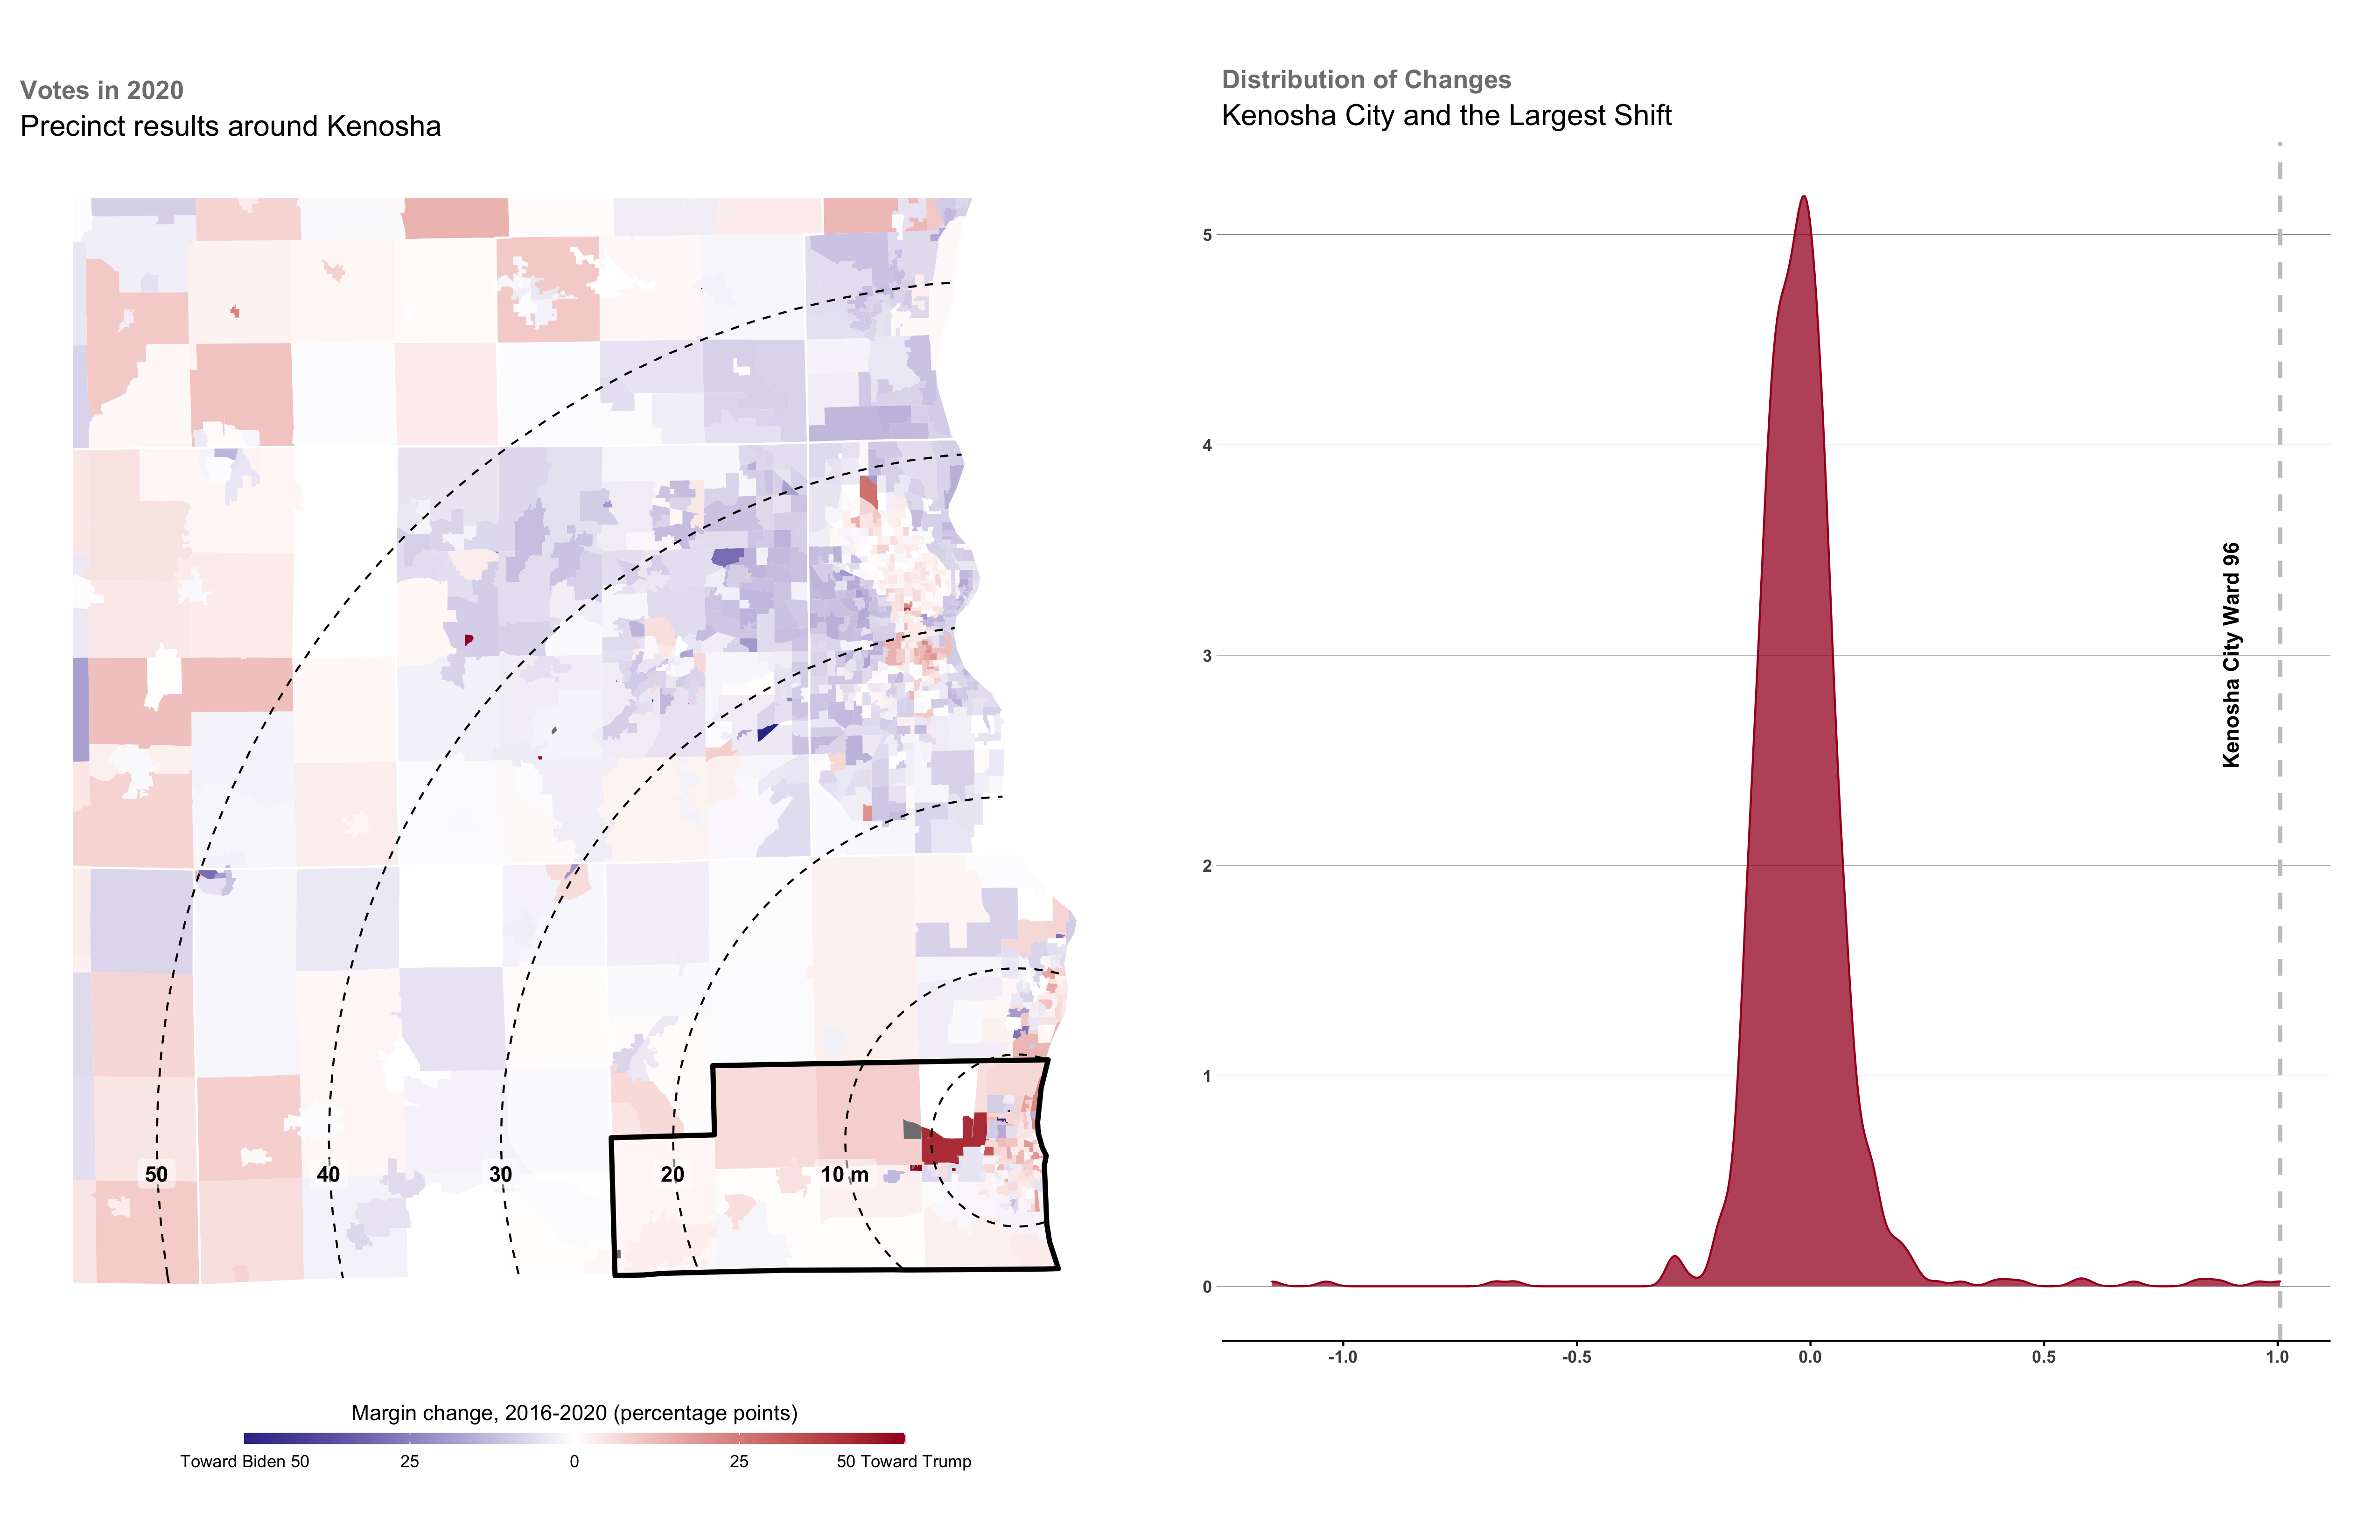 Votes in 2020
Precinct results around Kenosha
50
40
30
20
10 m
Margin change, 2016-2020 (percentage points)
Toward Biden 50
25
0
25
50 Toward Trump
Distribution of Changes
Kenosha City and the Largest Shift
5
4
3
2
1
0
Kenosha City Ward 96
-1.0
-0.5
0.0
0.5
1.0